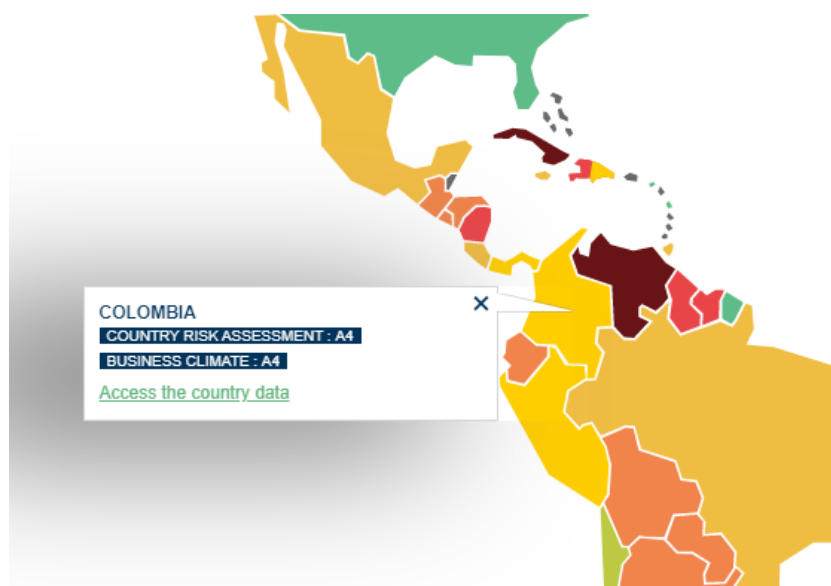 COLOMBIA
COUNTRY RISK ASSESSMENT : A4
BUSINESS CLIMATE : A4
Access the country data